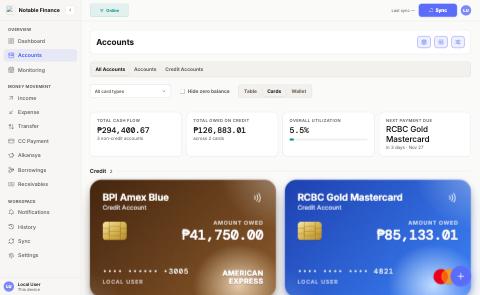 Notable Finance
OVERVIEW
Dashboard
Accounts
Monitoring
MONEY MOVEMENT
Income
Expense
Transfer
CC Payment
Alkansya
Borrowings
Receivables
WORKSPACE
Notifications
History
Sync
Settings
LU
Local User
This device
Online
Last sync —
Sync
LU
Accounts
All Accounts
Accounts
Credit Accounts
All card types
Hide zero balance
Table
Cards
Wallet
TOTAL CASH FLOW
₱294,400.67
3 non-credit accounts
TOTAL OWED ON CREDIT
₱126,883.01
across 2 cards
OVERALL UTILIZATION
5.5%
NEXT PAYMENT DUE
RCBC Gold
Mastercard
in 3 days · Nov 27
Credit 2
BPI Amex Blue
Credit Account
AMOUNT OWED
₱41,750.00
•••• •••••• •3005
LOCAL USER
AMERICAN
EXPRESS
RCBC Gold Mastercard
Credit Account
AMOUNT OWED
₱85,133.01
•••• •••• •••• 4821
LOCAL USER